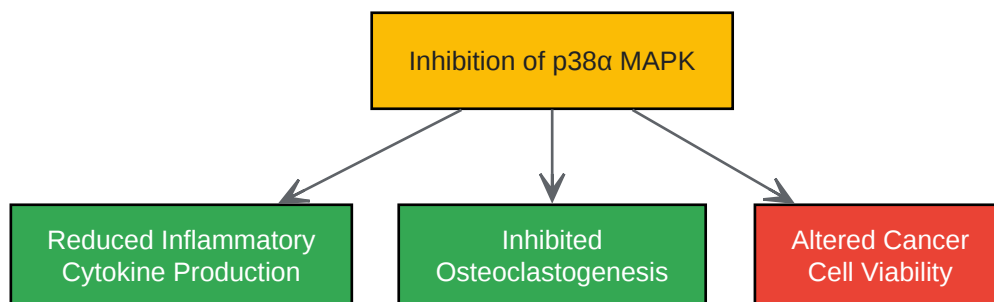 Inhibition of p38α MAPK
Reduced Inflammatory
Cytokine Production
Inhibited
Osteoclastogenesis
Altered Cancer
Cell Viability